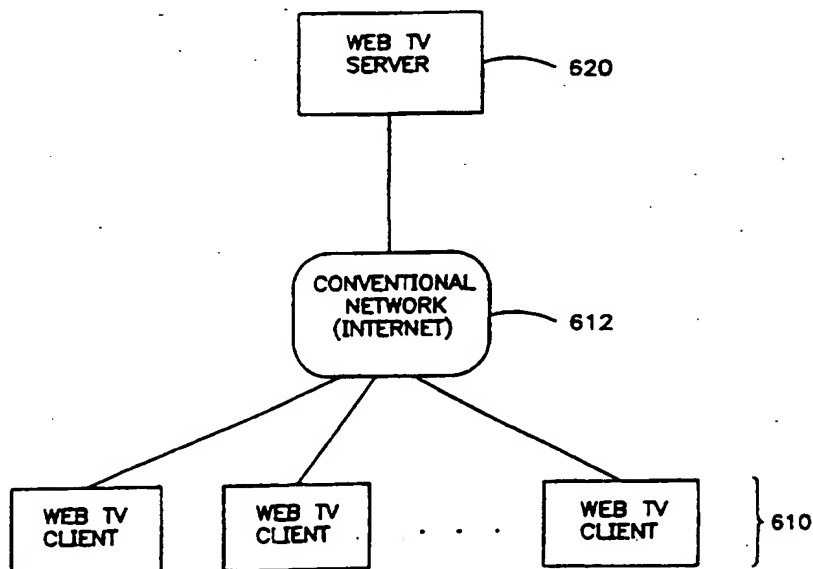 WEB TV
SERVER
620
CONVENTIONAL
NETWORK
(INTERNET)
612
WEB TV
CLIENT
WEB TV
CLIENT
. . . .
WEB TV
CLIENT
610